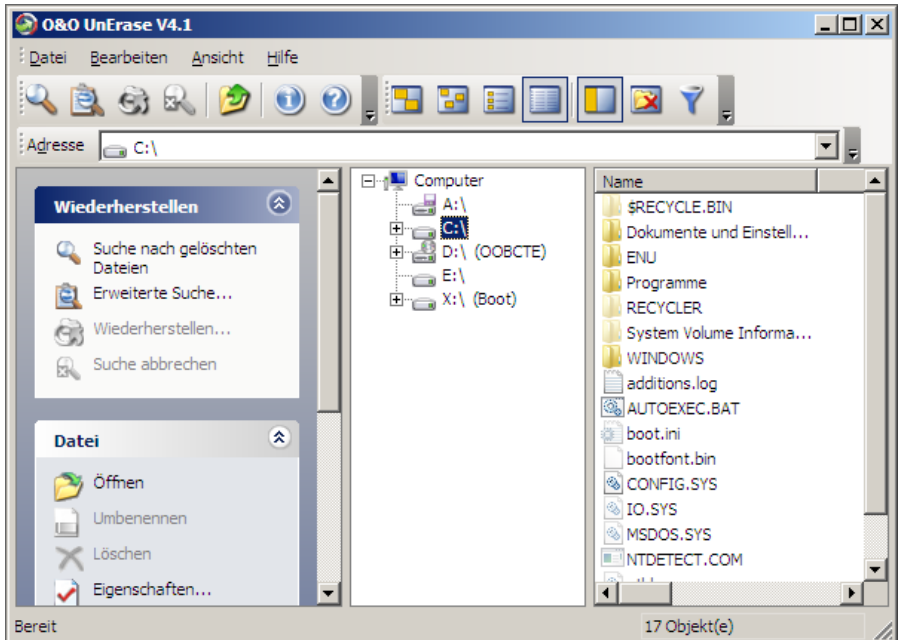 O&O UnErase V4.1
Datei Bearbeiten Ansicht Hilfe
Adresse C:\
Wiederherstellen
Suche nach gelöschten
Dateien
Erweiterte Suche...
Wiederherstellen...
Suche abbrechen
Datei
Öffnen
Umbenennen
Löschen
Eigenschaften...
Computer
A:\
C:\
D:\ (OOBCTE)
E:\
X:\ (Boot)
Name
$RECYCLE.BIN
Dokumente und Einstell...
ENU
Programme
RECYCLER
System Volume Informa...
WINDOWS
additions.log
AUTOEXEC.BAT
boot.ini
bootfont.bin
CONFIG.SYS
IO.SYS
MSDOS.SYS
NTDETECT.COM
Bereit
17 Objekt(e)